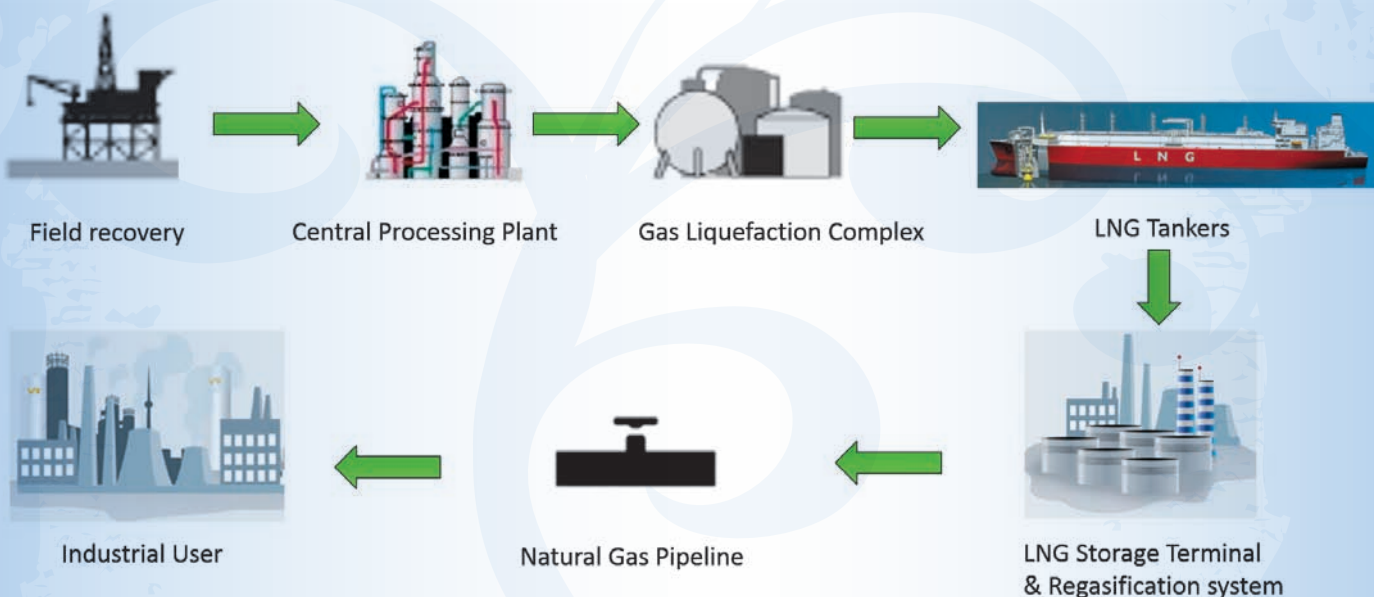 Field recovery
Central Processing Plant
Gas Liquefaction Complex
L N G
LNG Tankers
Industrial User
Natural Gas Pipeline
LNG Storage Terminal
& Regasification system